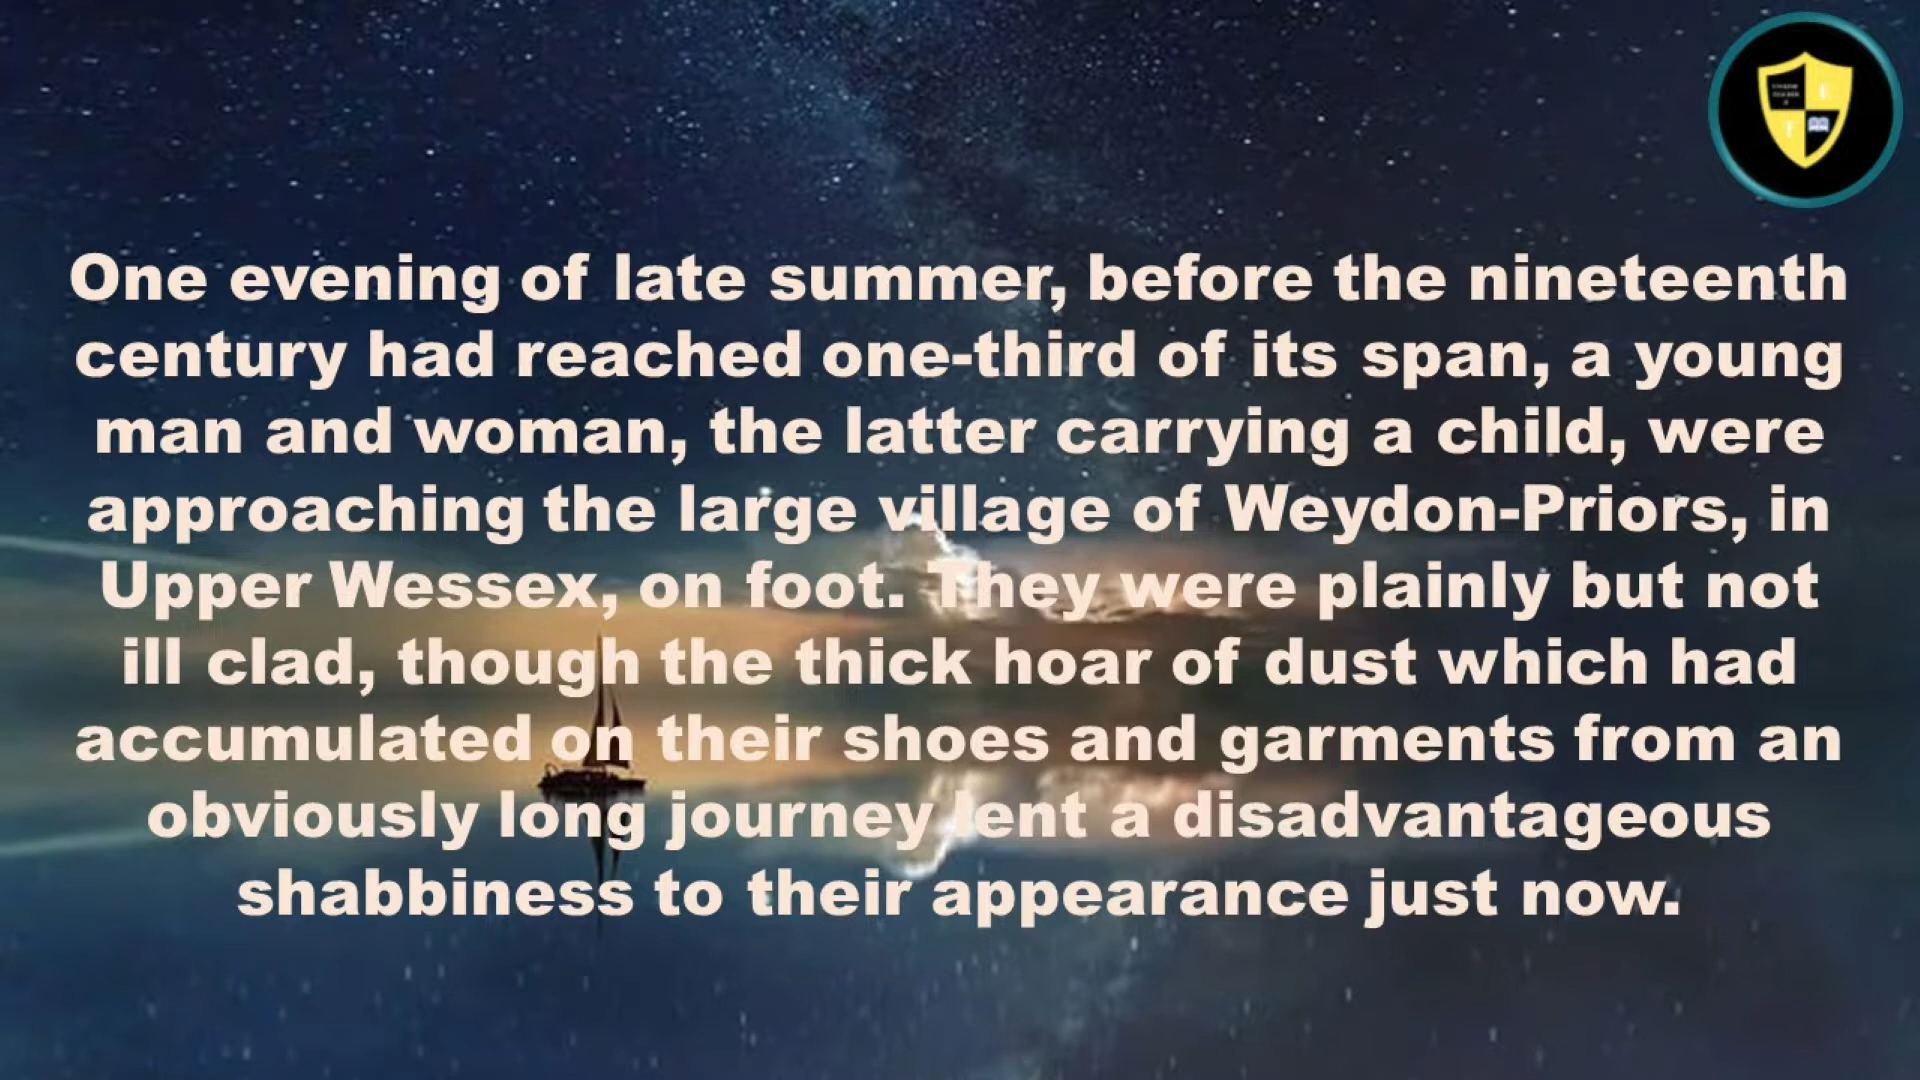 One evening of late summer, before the nineteenth
century had reached one-third of its span, a young
man and woman, the latter carrying a child, were
approaching the large village of Weydon-Priors, in
Upper Wessex, on foot. They were plainly but not
ill clad, though the thick hoar of dust which had
accumulated on their shoes and garments from an
obviously long journey lent a disadvantageous
shabbiness to their appearance just now.